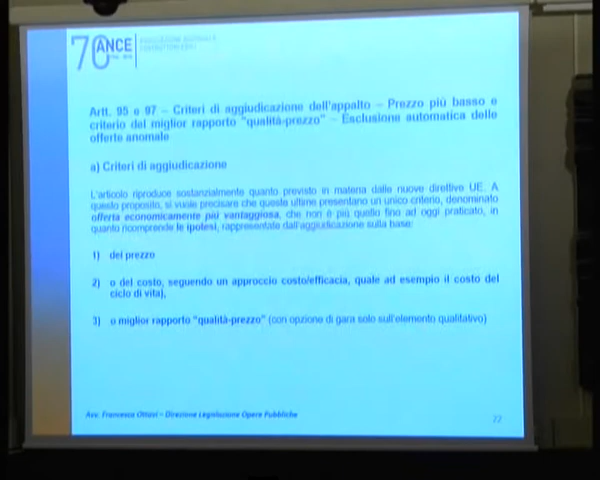 70 ANCE
Artt. 95 e 97 – Criteri di aggiudicazione dell'appalto – Prezzo più basso e
criterio del miglior rapporto "qualità-prezzo" – Esclusione automatica delle
offerte anomale
a) Criteri di aggiudicazione
L'articolo riproduce sostanzialmente quanto previsto in materia dalle nuove direttive UE. A
questo proposito, si vuole precisare che queste ultime presentano un unico criterio, denominato
offerta economicamente più vantaggiosa, che non è più quello fino ad oggi praticato, in
quanto ricomprende le ipotesi, rappresentate dall'aggiudicazione sulla base:
1) del prezzo
2) o del costo, seguendo un approccio costo/efficacia, quale ad esempio il costo del
ciclo di vita),
3) o miglior rapporto "qualità-prezzo" (con opzione di gara solo sull'elemento qualitativo)
Avv. Francesca Ottavi – Direzione Legislazione Opere Pubbliche
22